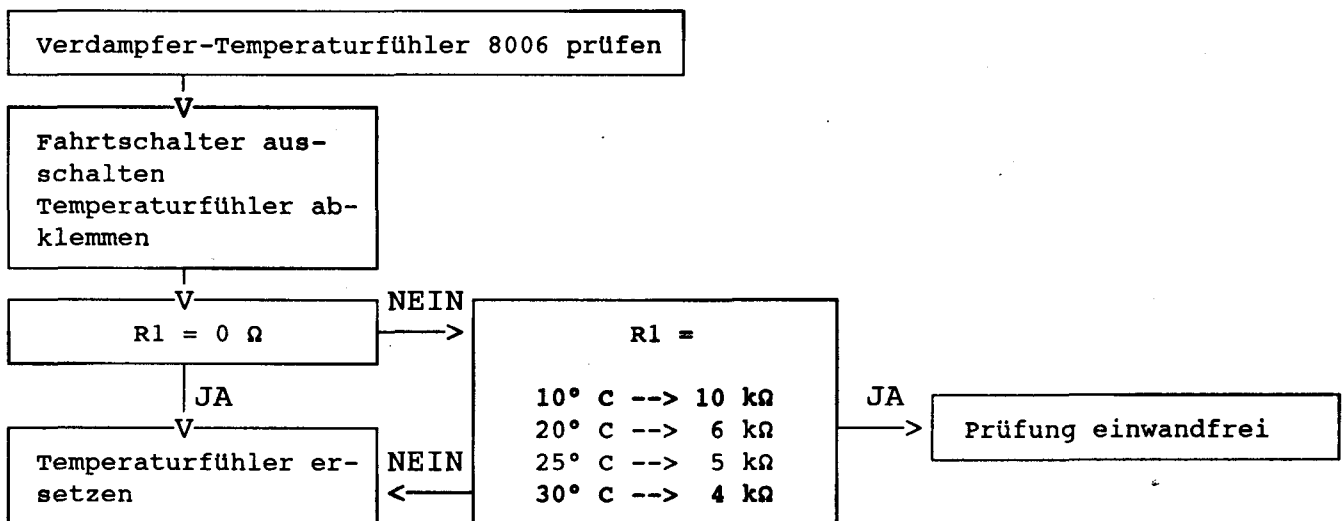 Verdampfer-Temperaturfühler 8006 prüfen
V
Fahrtschalter aus-
schalten
Temperaturfühler ab-
klemmen
V
R1 = 0 Ω
NEIN
>
JA
V
Temperaturfühler er-
setzen
R1 =
10° C --> 10 kΩ
20° C --> 6 kΩ
25° C --> 5 kΩ
30° C --> 4 kΩ
NEIN
<
JA
>
Prüfung einwandfrei